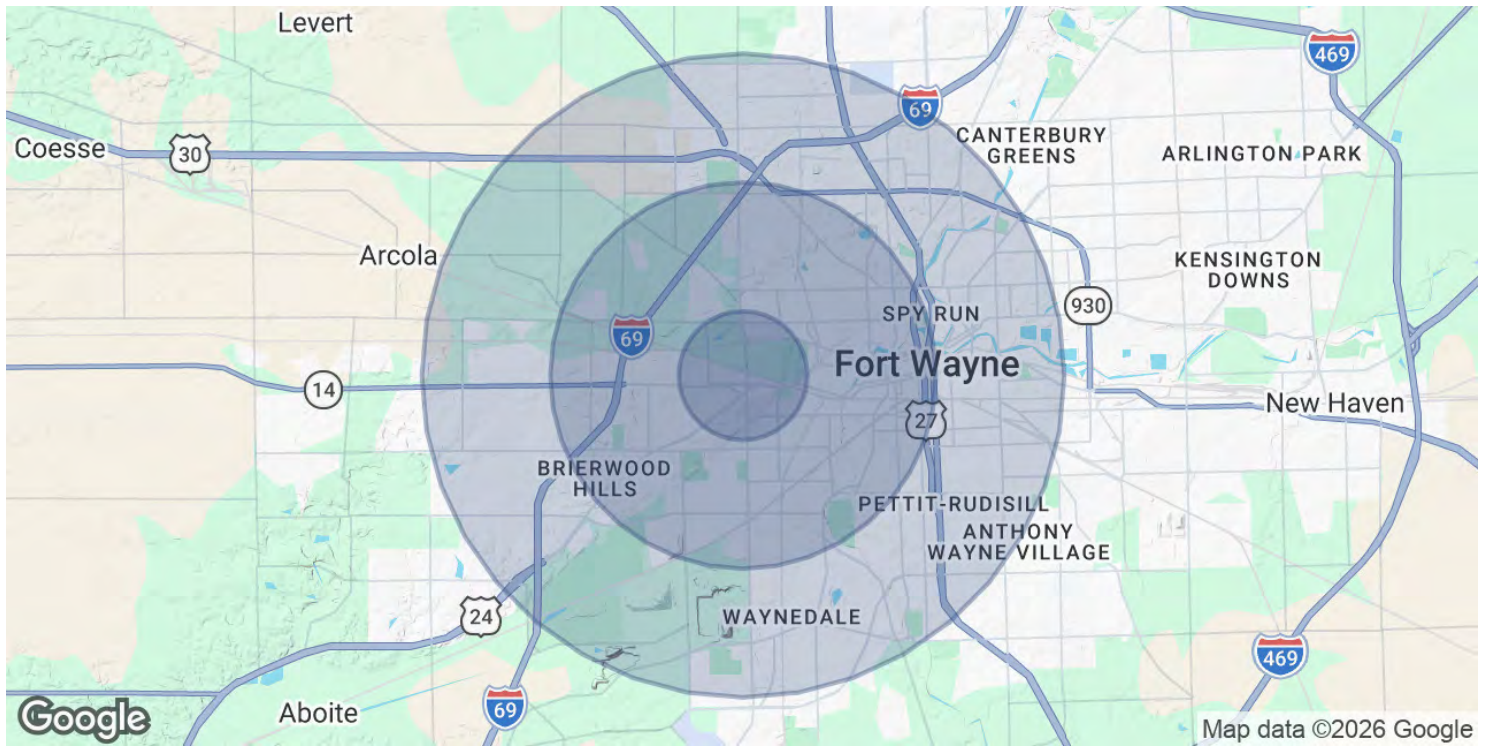 Levert
469
69
CANTERBURY
GREENS
Coesse
30
ARLINGTON PARK
Arcola
KENSINGTON
DOWNS
930
SPY RUN
69
Fort Wayne
14
New Haven
27
BRIERWOOD
HILLS
PETTIT-RUDISILL
ANTHONY
WAYNE VILLAGE
24
WAYNEDALE
469
69
Aboite
Google
Map data ©2026 Google